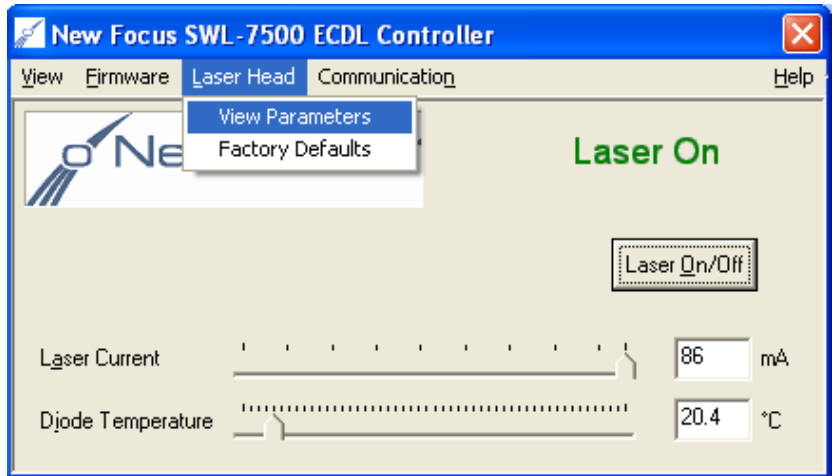 New Focus SWL-7500 ECDL Controller
View Firmware Laser Head Communication Help
View Parameters
Factory Defaults
Ne
Laser On
Laser On/Off
Laser Current 86 mA
Diode Temperature 20.4 °C